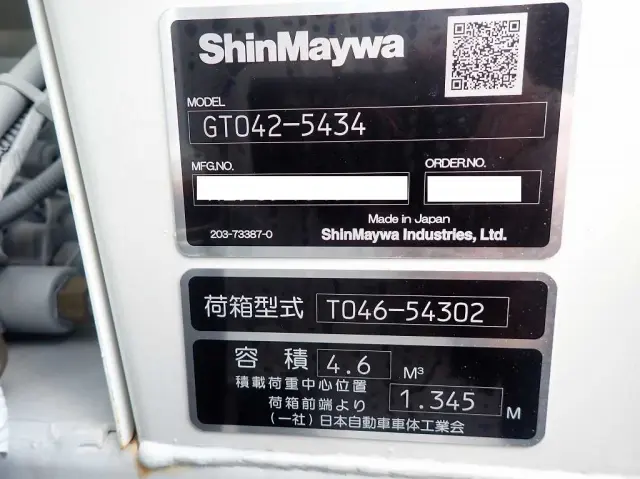 ShinMaywa
MODEL
GT042-5434
MFG.NO. ORDER.NO.
Made in Japan
203-73387-0 ShinMaywa Industries, Ltd.
荷箱型式 T046-54302
容積 4.6 M³
積載荷重中心位置
荷箱前端より 1.345 M
(一社)日本自動車車体工業会